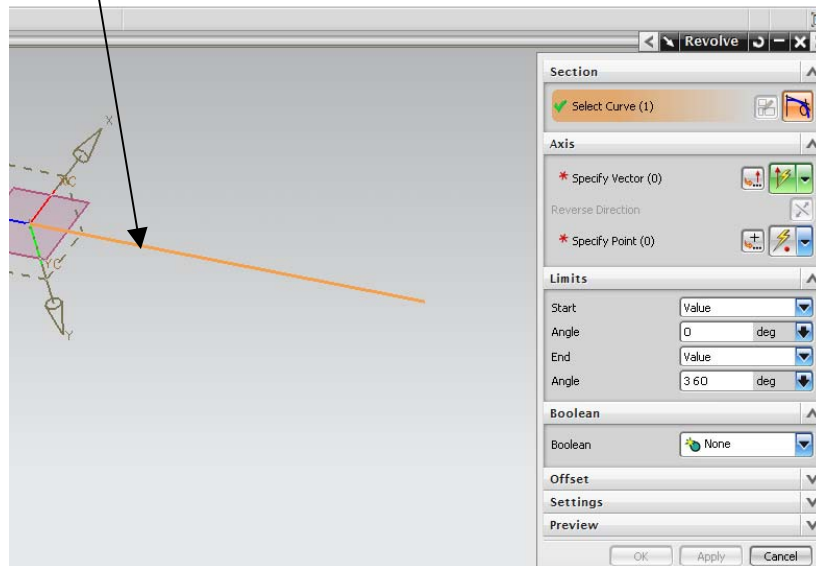 Revolve
Section
Select Curve (1)
Axis
* Specify Vector (0)
Reverse Direction
* Specify Point (0)
Limits
Start Value
Angle 0 deg
End Value
Angle 360 deg
Boolean
Boolean None
Offset
Settings
Preview
OK Apply Cancel
X
XC
YC
Y